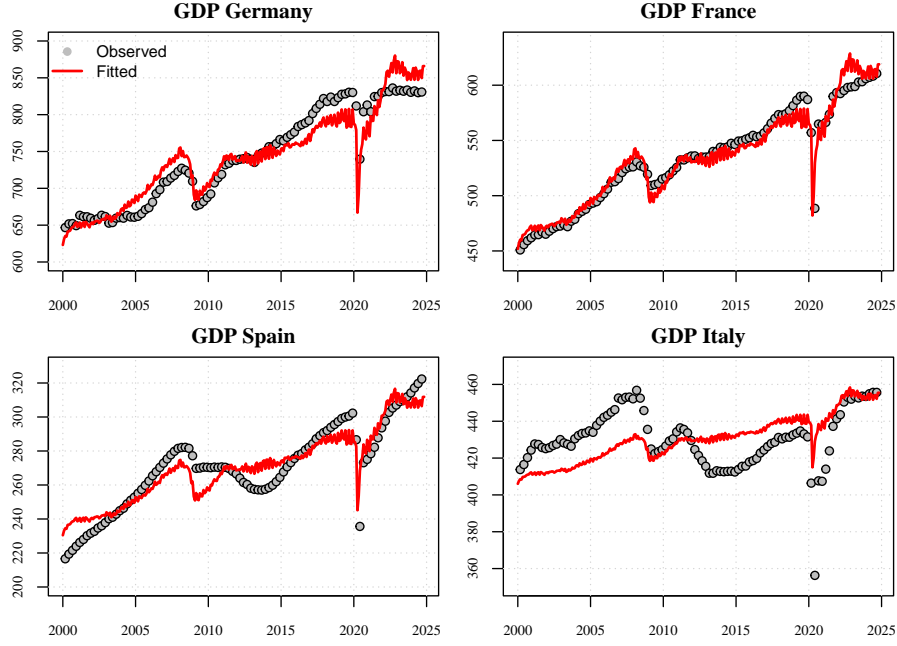 GDP Germany
Observed
Fitted
600 650 700 750 800 850 900
2000 2005 2010 2015 2020 2025
GDP France
450 500 550 600
2000 2005 2010 2015 2020 2025
GDP Spain
200 220 240 260 280 300 320
2000 2005 2010 2015 2020 2025
GDP Italy
360 380 400 420 440 460
2000 2005 2010 2015 2020 2025